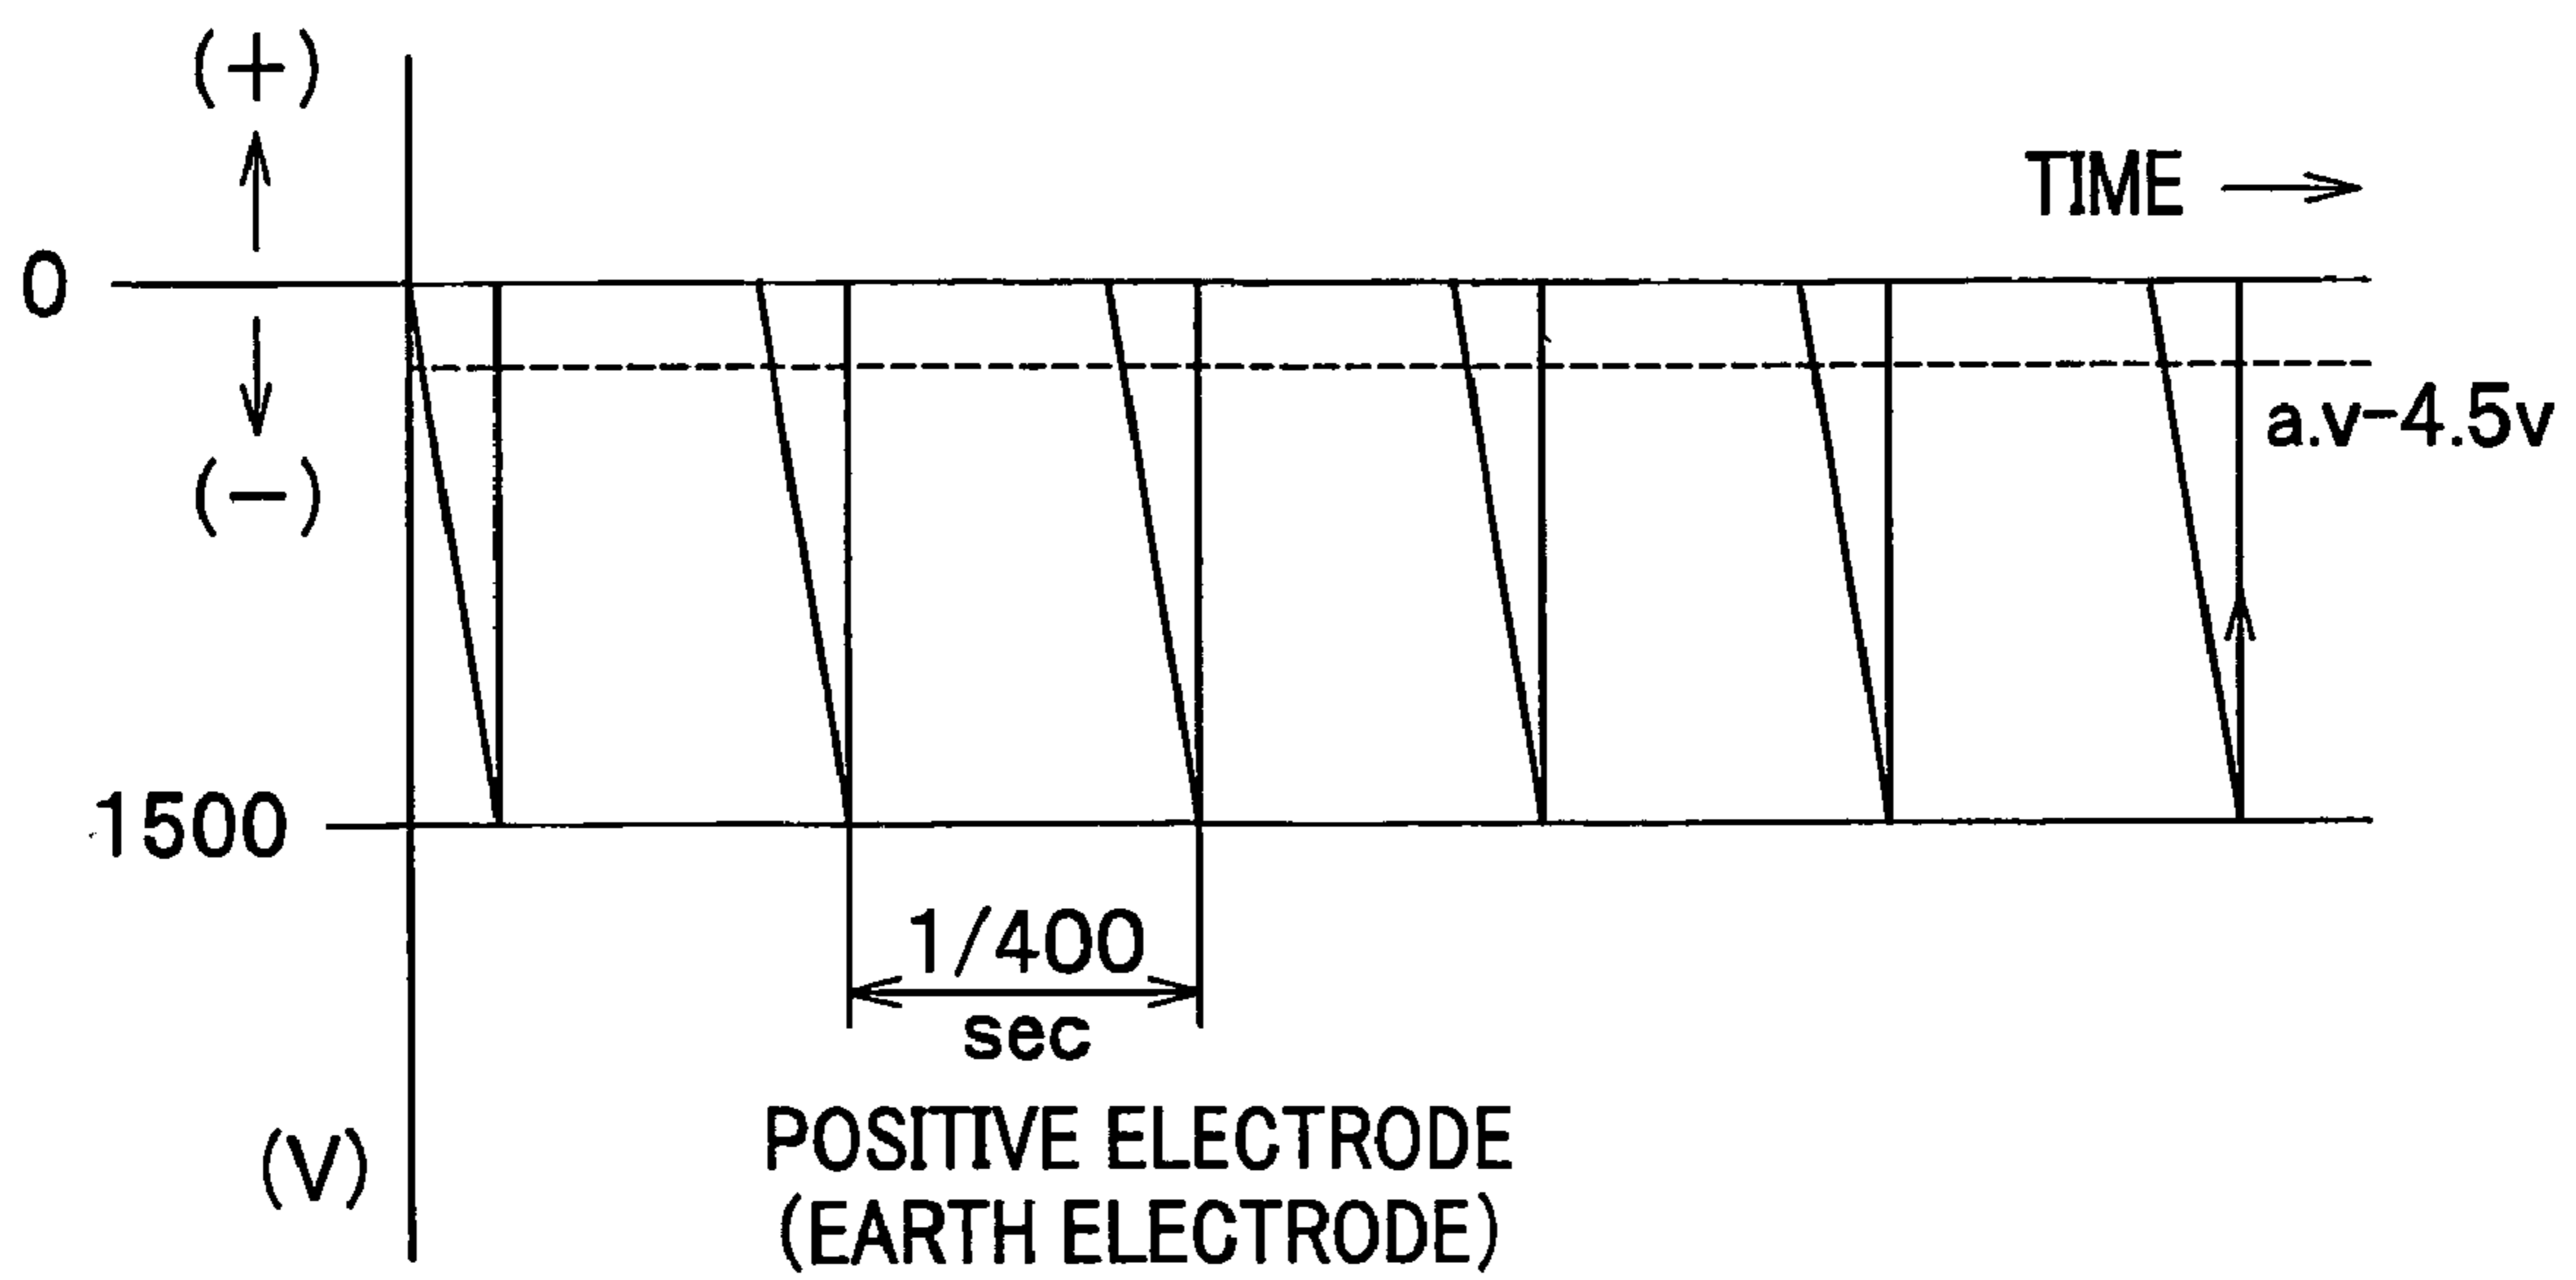 (+)
TIME
0
a.v-4.5v
(-)
1500
1/400
sec
(V)
POSITIVE ELECTRODE
(EARTH ELECTRODE)